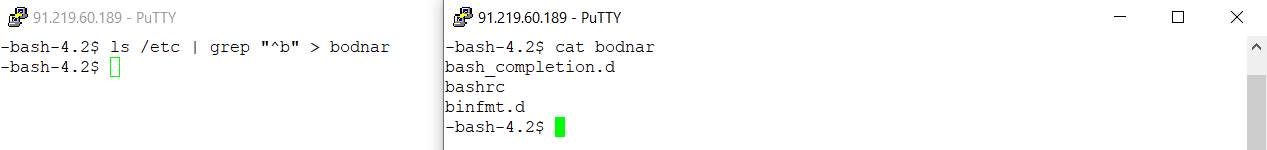 91.219.60.189 - PuTTY
-bash-4.2$ ls /etc | grep "^b" > bodnar
-bash-4.2$
91.219.60.189 - PuTTY
-bash-4.2$ cat bodnar
bash_completion.d
bashrc
binfmt.d
-bash-4.2$